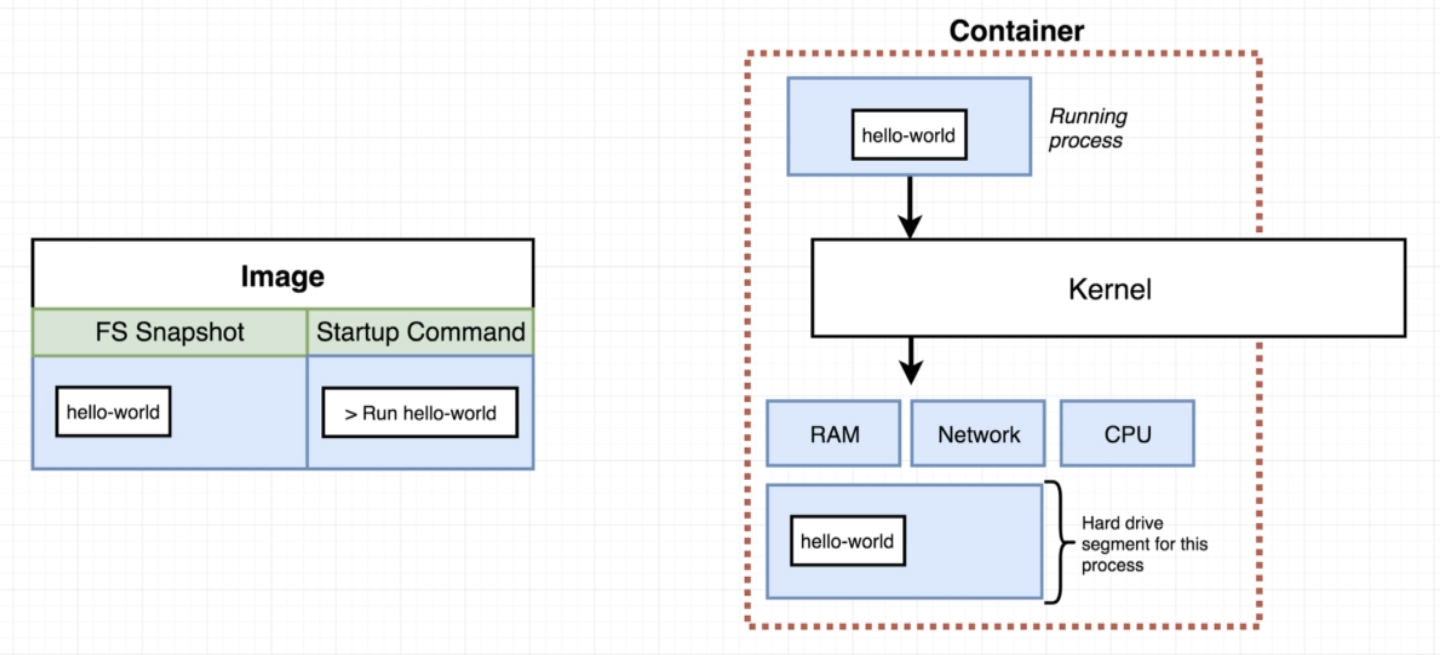 Container
hello-world
Running
process
Image
Kernel
FS Snapshot
Startup Command
hello-world
> Run hello-world
RAM
Network
CPU
hello-world
Hard drive
segment for this
process